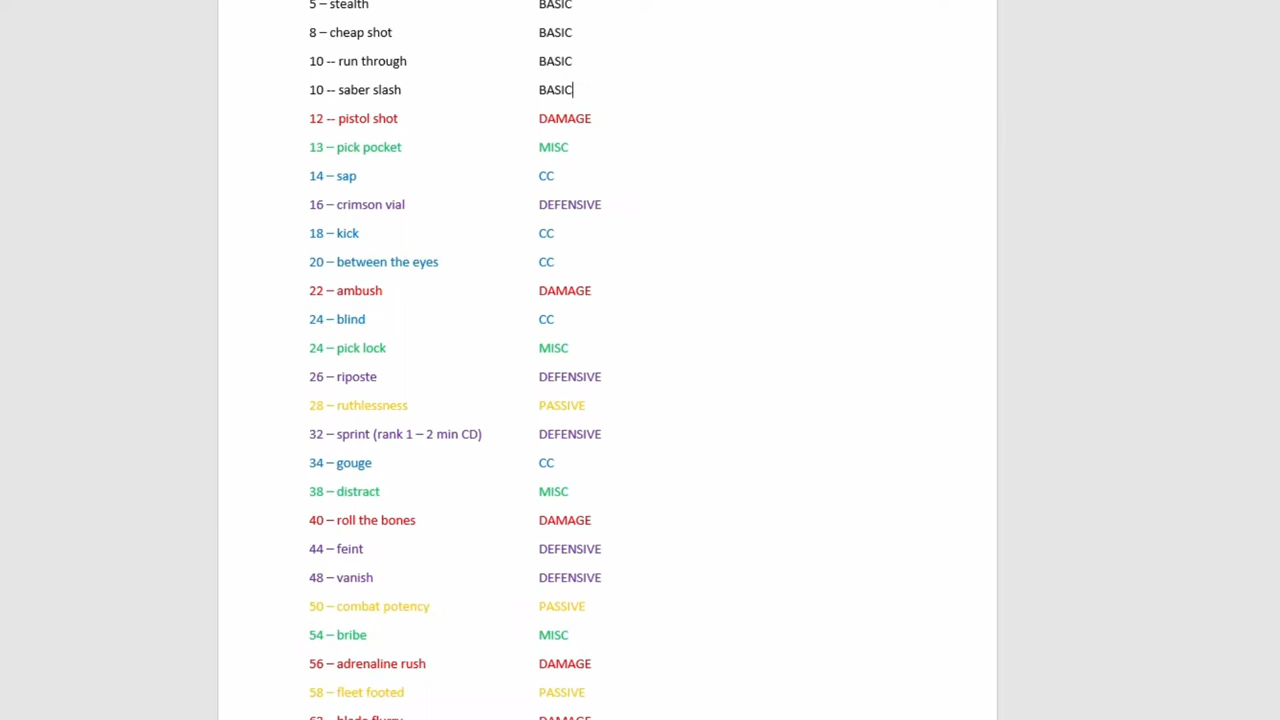 5 – stealth BASIC
8 – cheap shot BASIC
10 -- run through BASIC
10 -- saber slash BASIC
12 -- pistol shot DAMAGE
13 – pick pocket MISC
14 – sap CC
16 – crimson vial DEFENSIVE
18 – kick CC
20 – between the eyes CC
22 – ambush DAMAGE
24 – blind CC
24 – pick lock MISC
26 – riposte DEFENSIVE
28 – ruthlessness PASSIVE
32 – sprint (rank 1 – 2 min CD) DEFENSIVE
34 – gouge CC
38 – distract MISC
40 – roll the bones DAMAGE
44 – feint DEFENSIVE
48 – vanish DEFENSIVE
50 – combat potency PASSIVE
54 – bribe MISC
56 – adrenaline rush DAMAGE
58 – fleet footed PASSIVE
62 – blade flurry DAMAGE